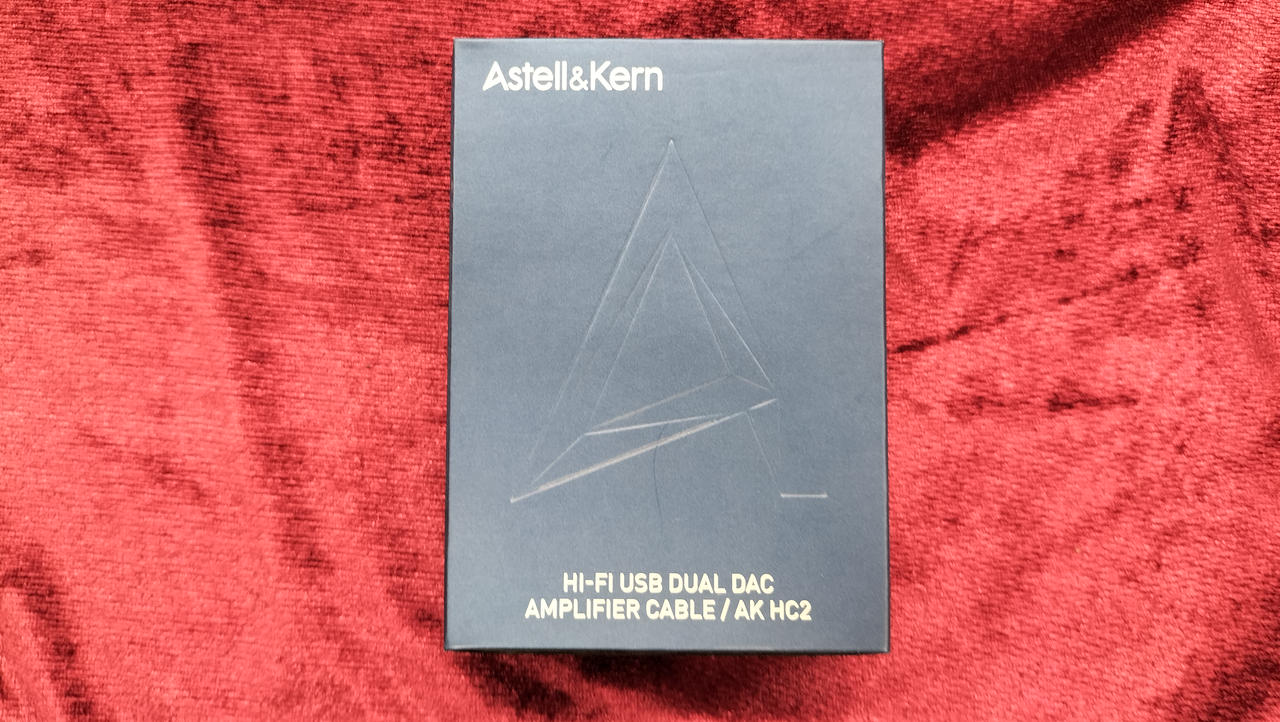 Astell&Kern
HI-FI USB DUAL DAC
AMPLIFIER CABLE / AK HC2